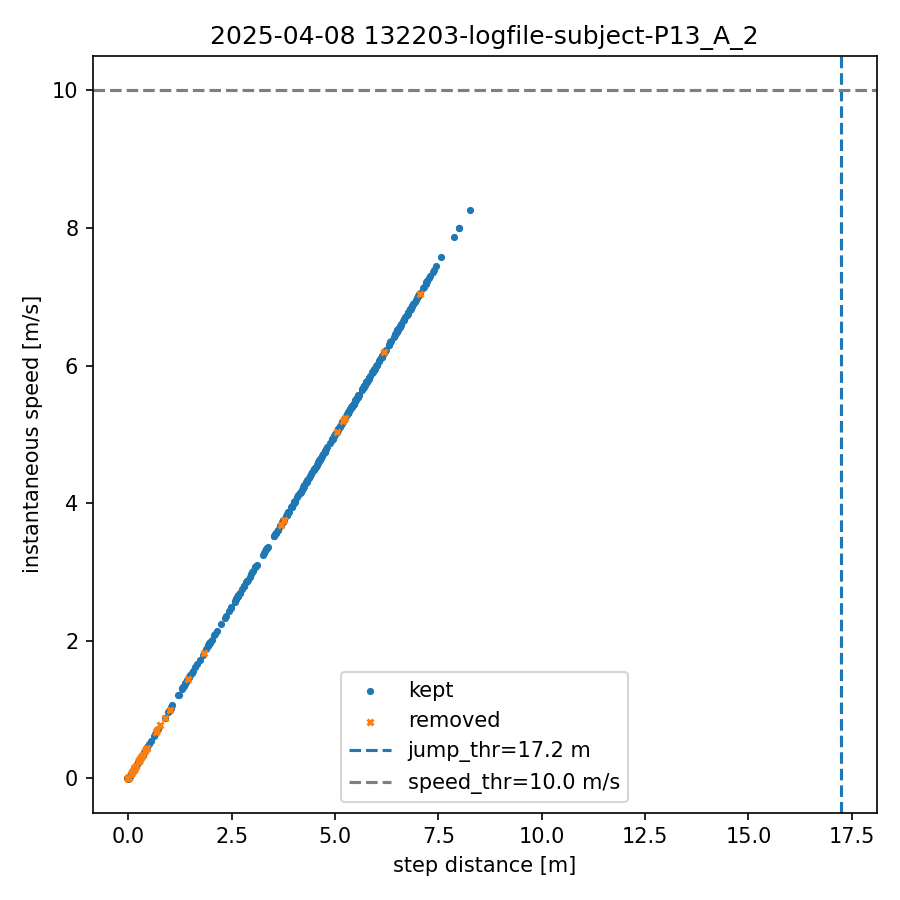 2025-04-08 132203-logfile-subject-P13_A_2
instantaneous speed [m/s]
10
8
6
4
2
0
kept
removed
jump_thr=17.2 m
speed_thr=10.0 m/s
0.0 2.5 5.0 7.5 10.0 12.5 15.0 17.5
step distance [m]